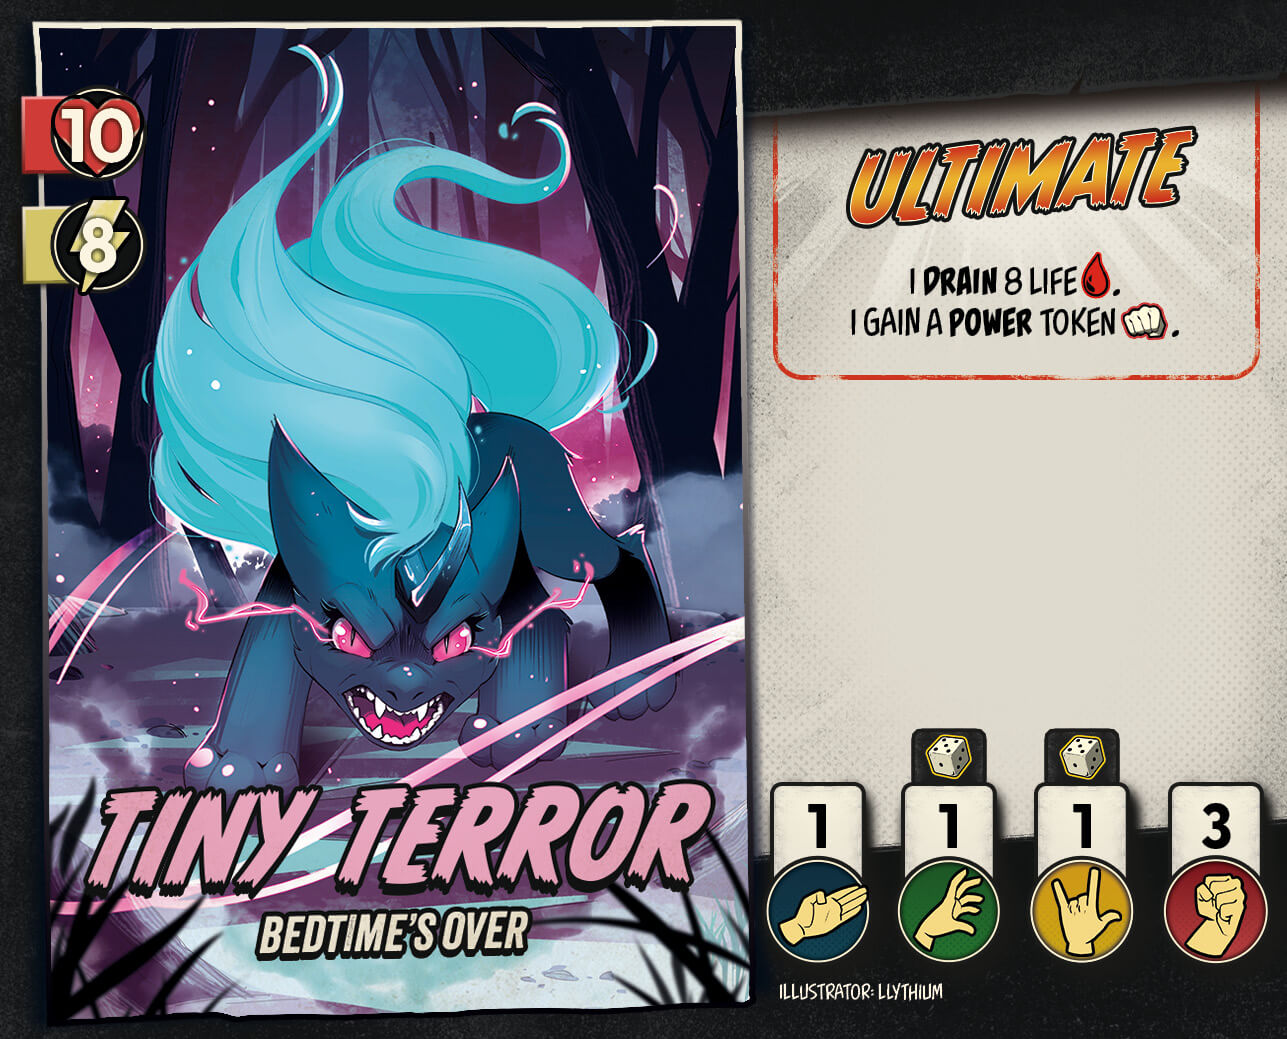 10
8
TINY TERROR
BEDTIME'S OVER
ULTIMATE
I DRAIN 8 LIFE.
I GAIN A POWER TOKEN.
1
1
1
3
ILLUSTRATOR: LLYTHIUM